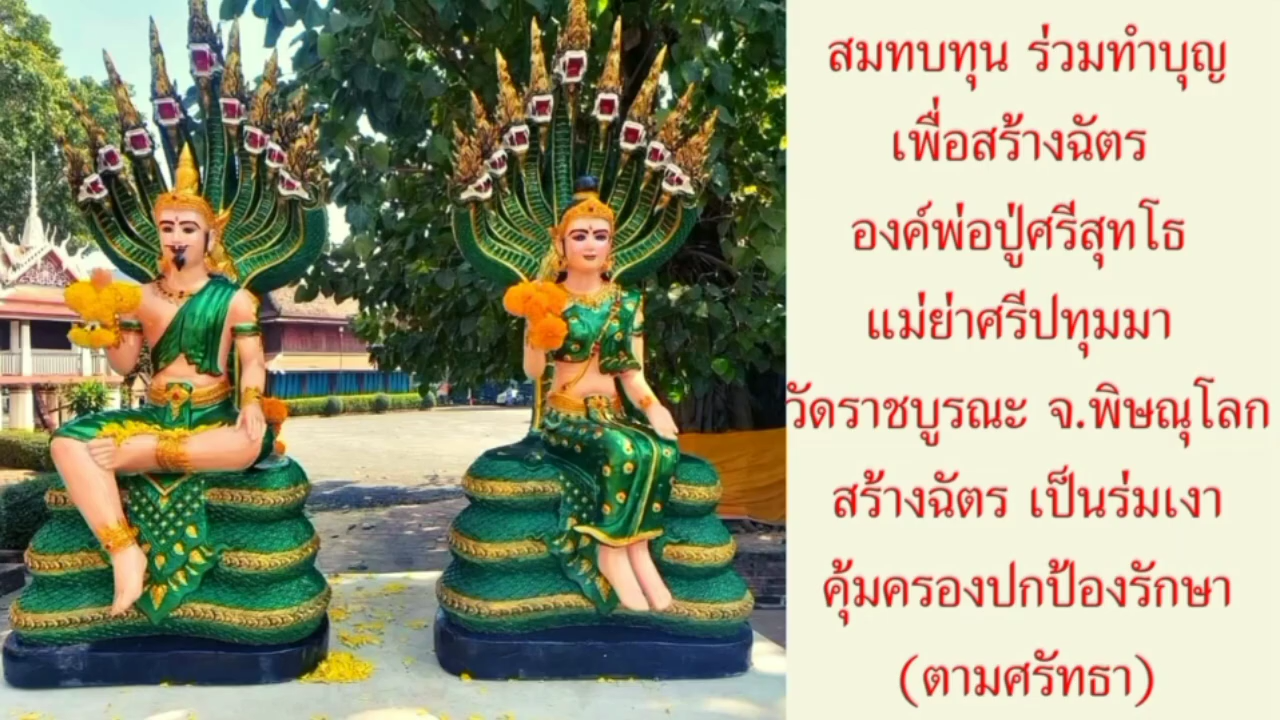 สมทบทุน ร่วมทำบุญ
เพื่อสร้างฉัตร
องค์พ่อปู่ศรีสุทโธ
แม่ย่าศรีปทุมมา
วัดราชบูรณะ จ.พิษณุโลก
สร้างฉัตร เป็นร่มเงา
คุ้มครองปกป้องรักษา
(ตามศรัทธา)